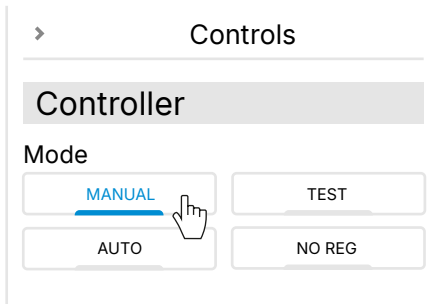 Controls
Controller
Mode
MANUAL
TEST
AUTO
NO REG